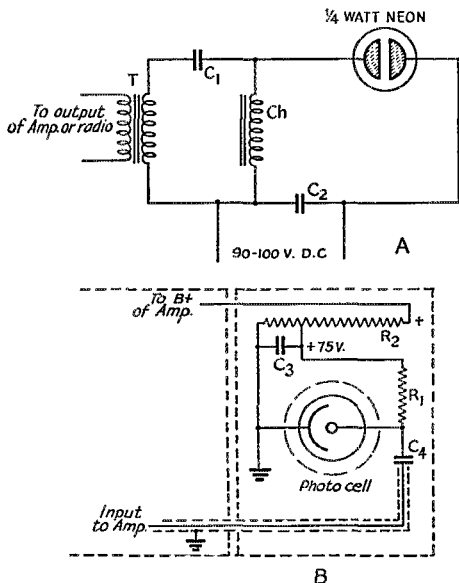 ¼ WATT NEON
C1
T
To output
of Amp. or radio
Ch
C2
90-100 V. D.C
A
To B+
of Amp.
+
R2
C3
+75V.
R1
C4
Photo cell
Input
to Amp.
B